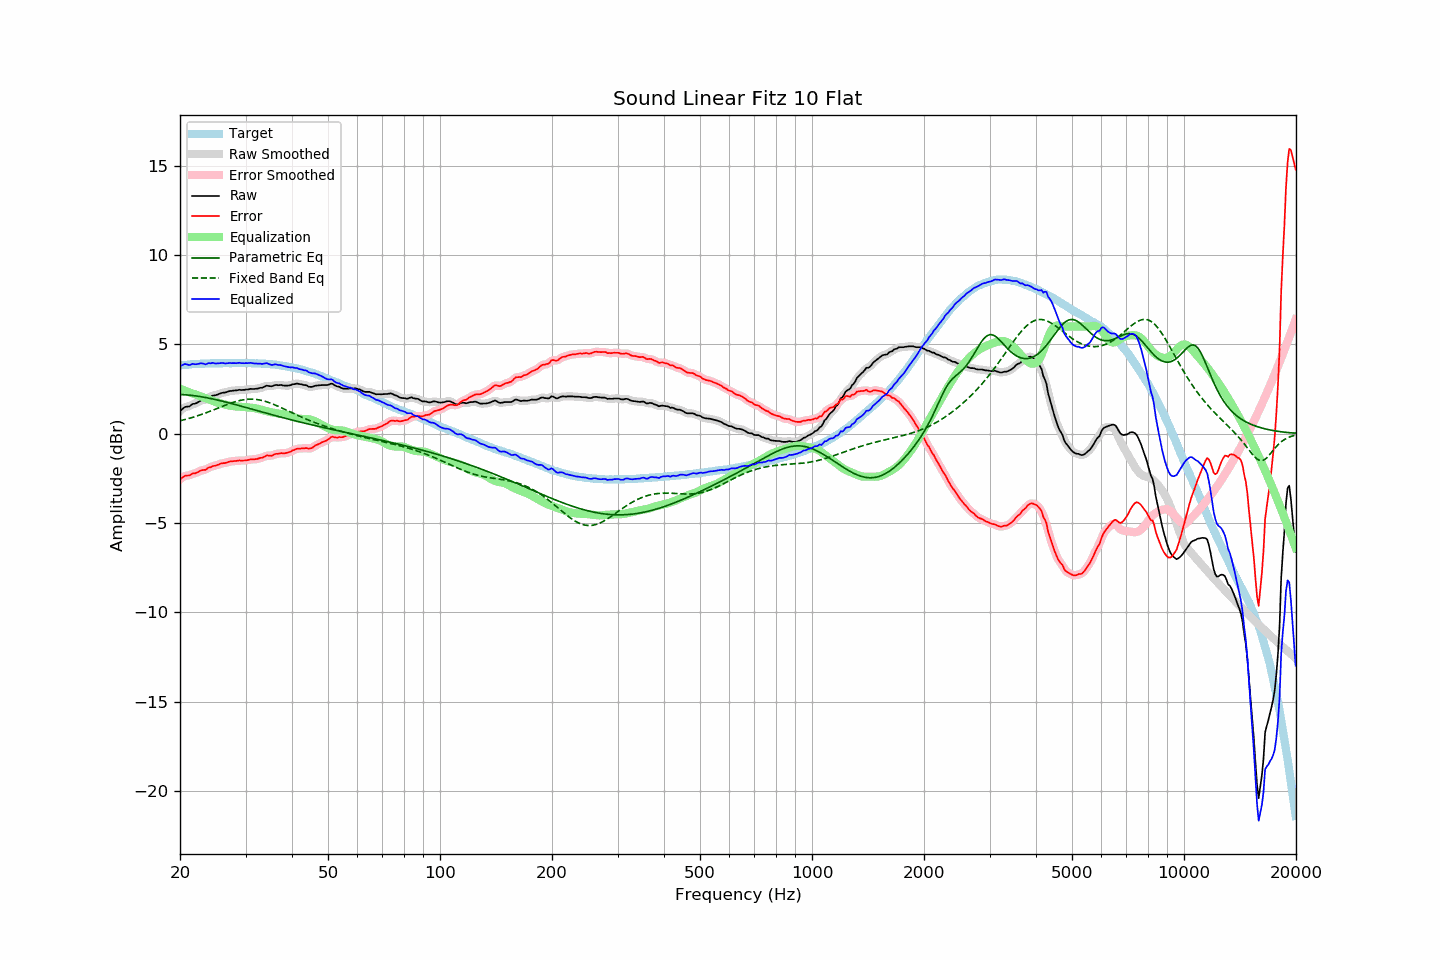 Sound Linear Fitz 10 Flat
Target
Raw Smoothed
Error Smoothed
Raw
Error
Equalization
Parametric Eq
Fixed Band Eq
Equalized
15
10
5
0
−5
−10
−15
−20
Amplitude (dBr)
20 50 100 200 500 1000 2000 5000 10000 20000
Frequency (Hz)